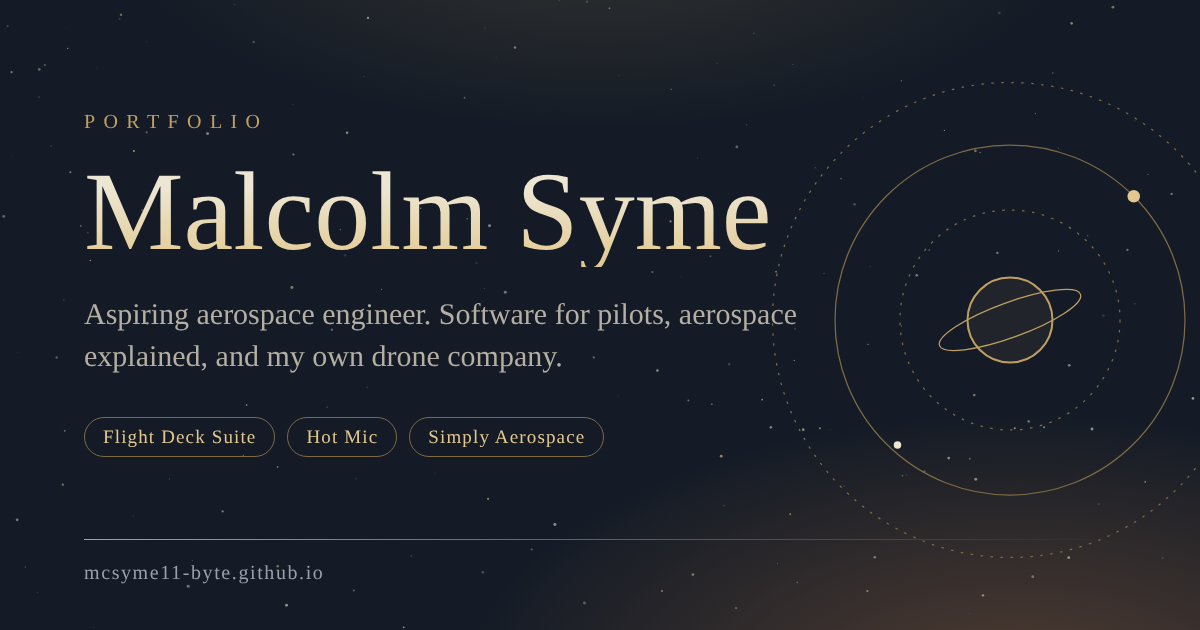 PORTFOLIO
Malcolm Syme
Aspiring aerospace engineer. Software for pilots, aerospace
explained, and my own drone company.
Flight Deck Suite
Hot Mic
Simply Aerospace
mcsyme11-byte.github.io